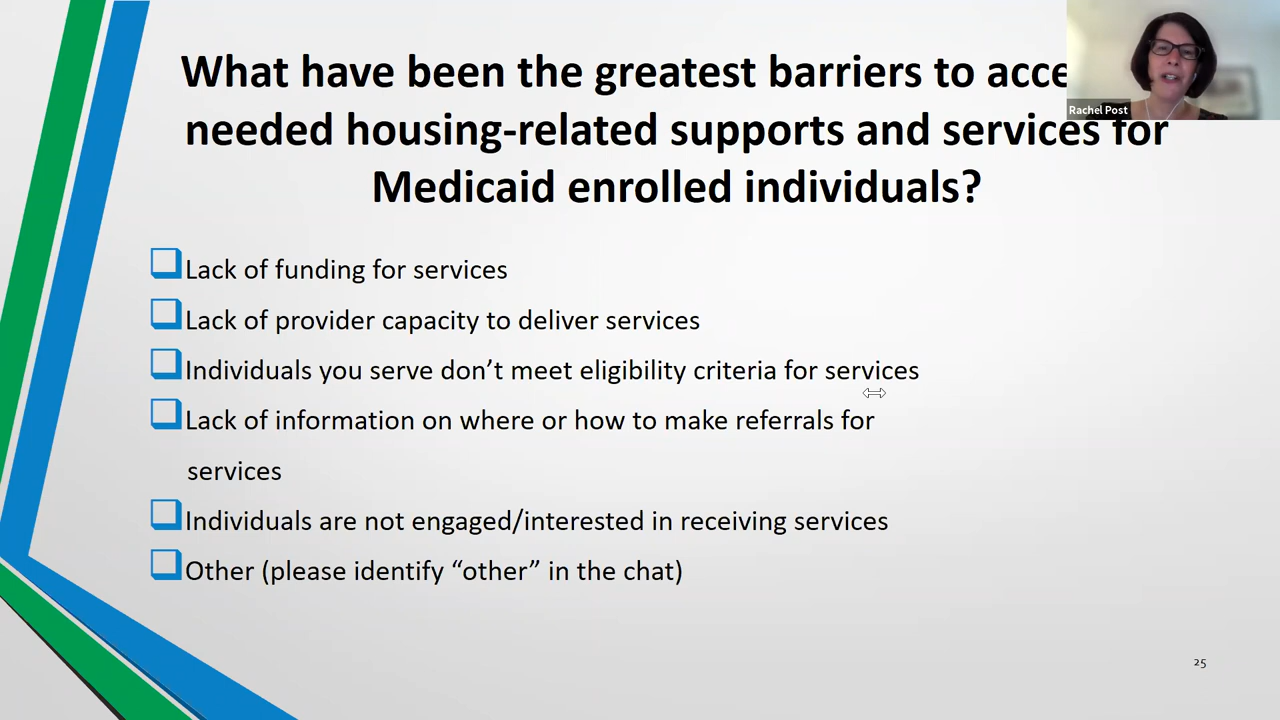 What have been the greatest barriers to acce
Rachel Post
needed housing-related supports and services for
Medicaid enrolled individuals?
Lack of funding for services
Lack of provider capacity to deliver services
Individuals you serve don’t meet eligibility criteria for services
Lack of information on where or how to make referrals for
services
Individuals are not engaged/interested in receiving services
Other (please identify “other” in the chat)
25